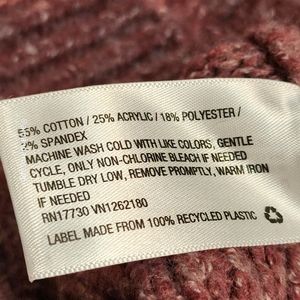 55% COTTON / 25% ACRYLIC / 18% POLYESTER /
2% SPANDEX
MACHINE WASH COLD WITH LIKE COLORS, GENTLE
CYCLE, ONLY NON-CHLORINE BLEACH IF NEEDED
TUMBLE DRY LOW, REMOVE PROMPTLY, WARM IRON
IF NEEDED
RN17730 VN1262180
LABEL MADE FROM 100% RECYCLED PLASTIC